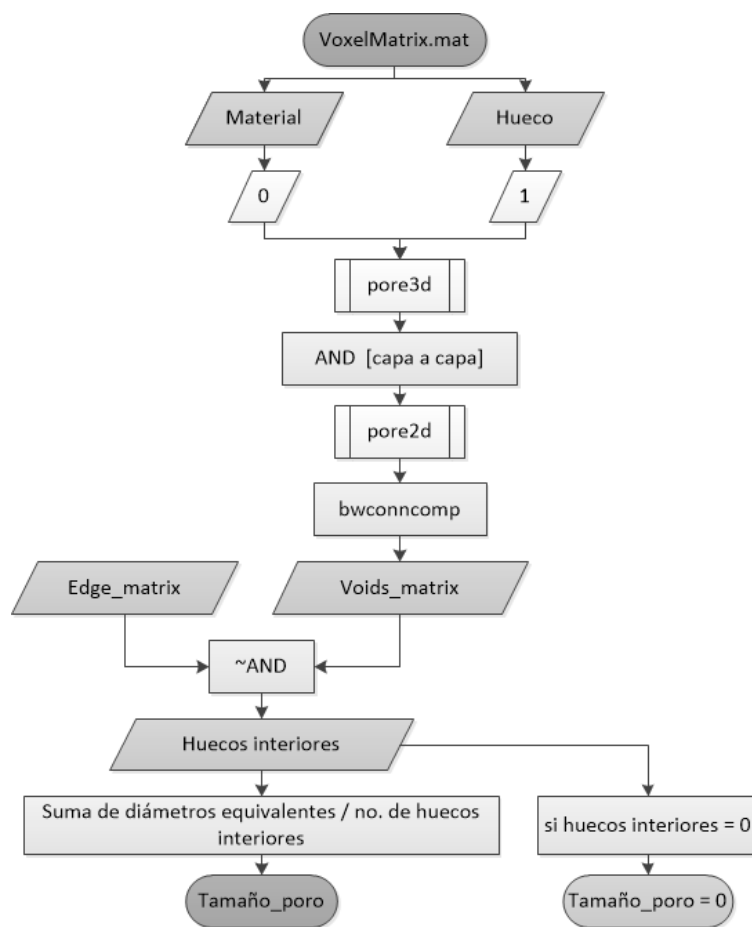 VoxelMatrix.mat
Material
Hueco
0
1
pore3d
AND [capa a capa]
pore2d
bwconncomp
Edge_matrix
Voids_matrix
~AND
Huecos interiores
Suma de diámetros equivalentes / no. de huecos
interiores
si huecos interiores = 0
Tamaño_poro
Tamaño_poro = 0